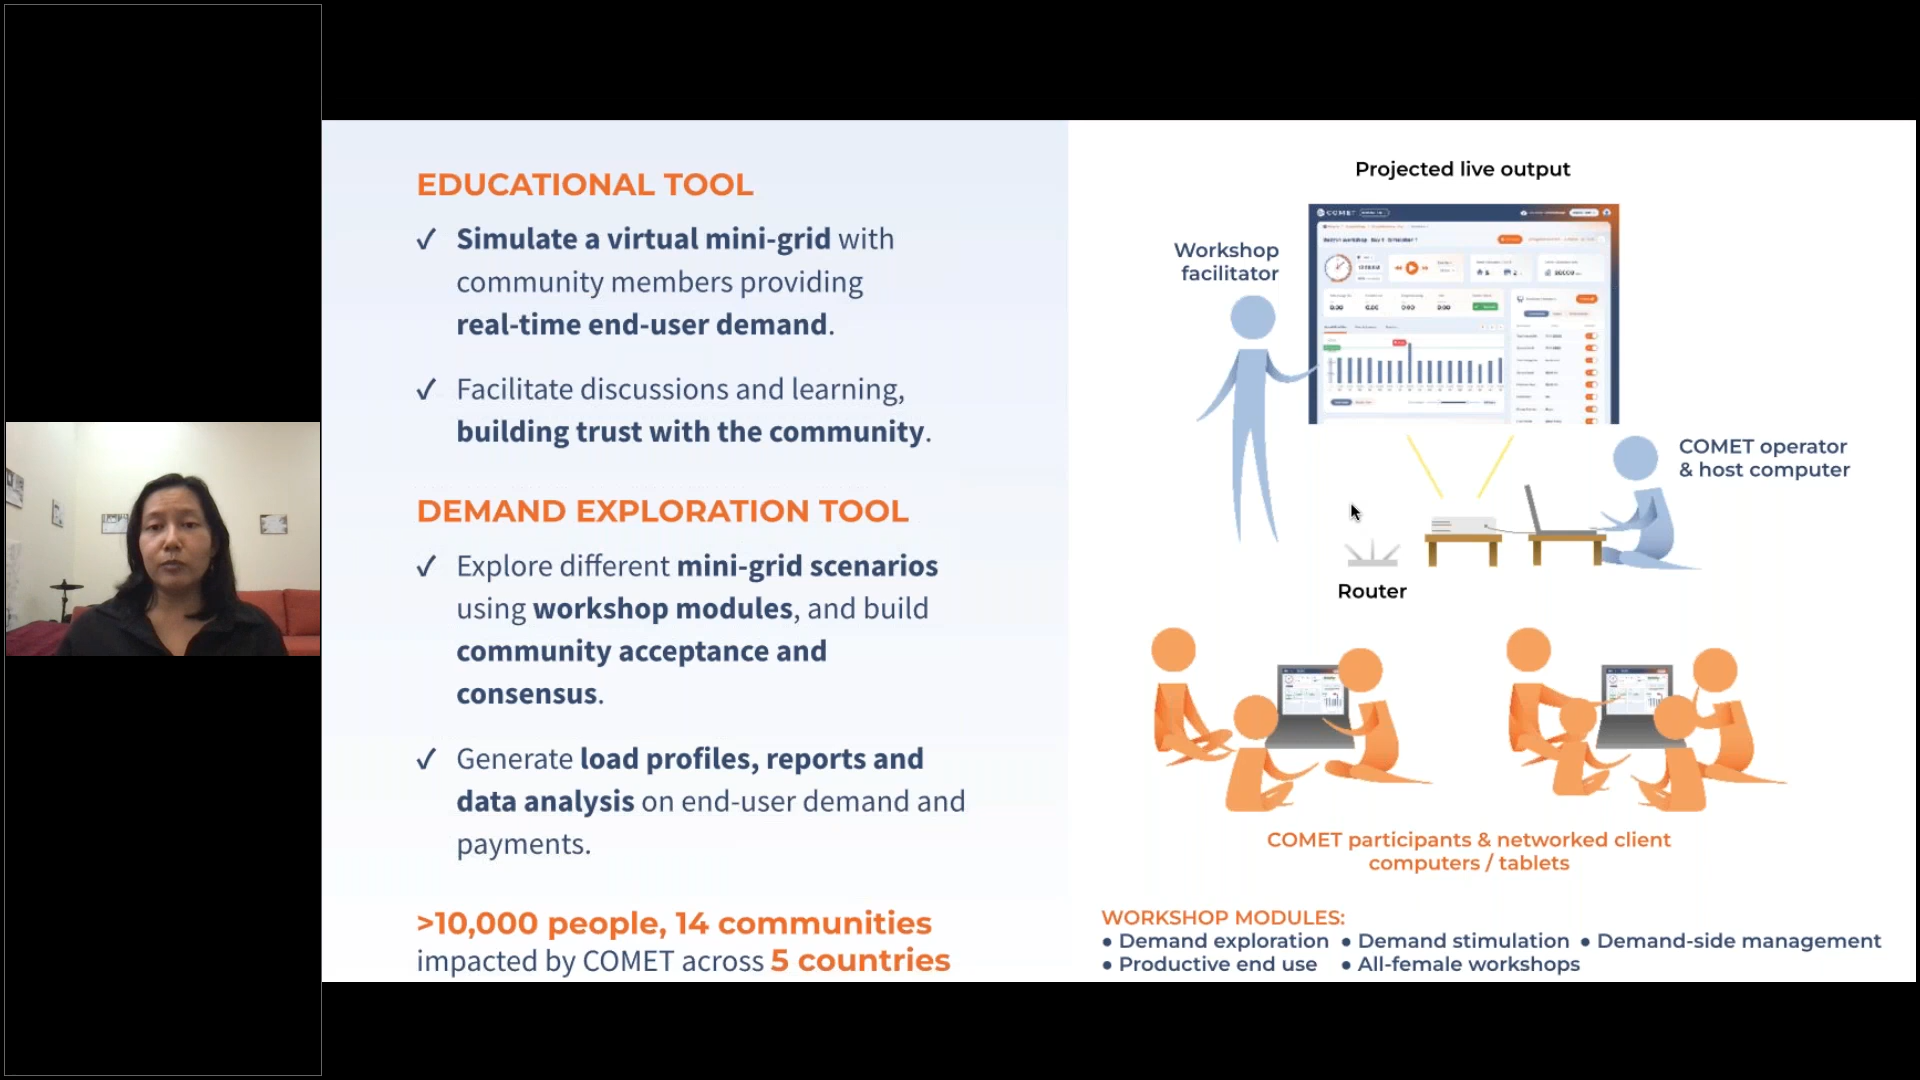 EDUCATIONAL TOOL
✓ Simulate a virtual mini-grid with
community members providing
real-time end-user demand.
✓ Facilitate discussions and learning,
building trust with the community.
DEMAND EXPLORATION TOOL
✓ Explore different mini-grid scenarios
using workshop modules, and build
community acceptance and
consensus.
✓ Generate load profiles, reports and
data analysis on end-user demand and
payments.
>10,000 people, 14 communities
impacted by COMET across 5 countries
Projected live output
COMET
Workshop
facilitator
COMET operator
& host computer
Router
COMET participants & networked client
computers / tablets
WORKSHOP MODULES:
● Demand exploration ● Demand stimulation ● Demand-side management
● Productive end use ● All-female workshops